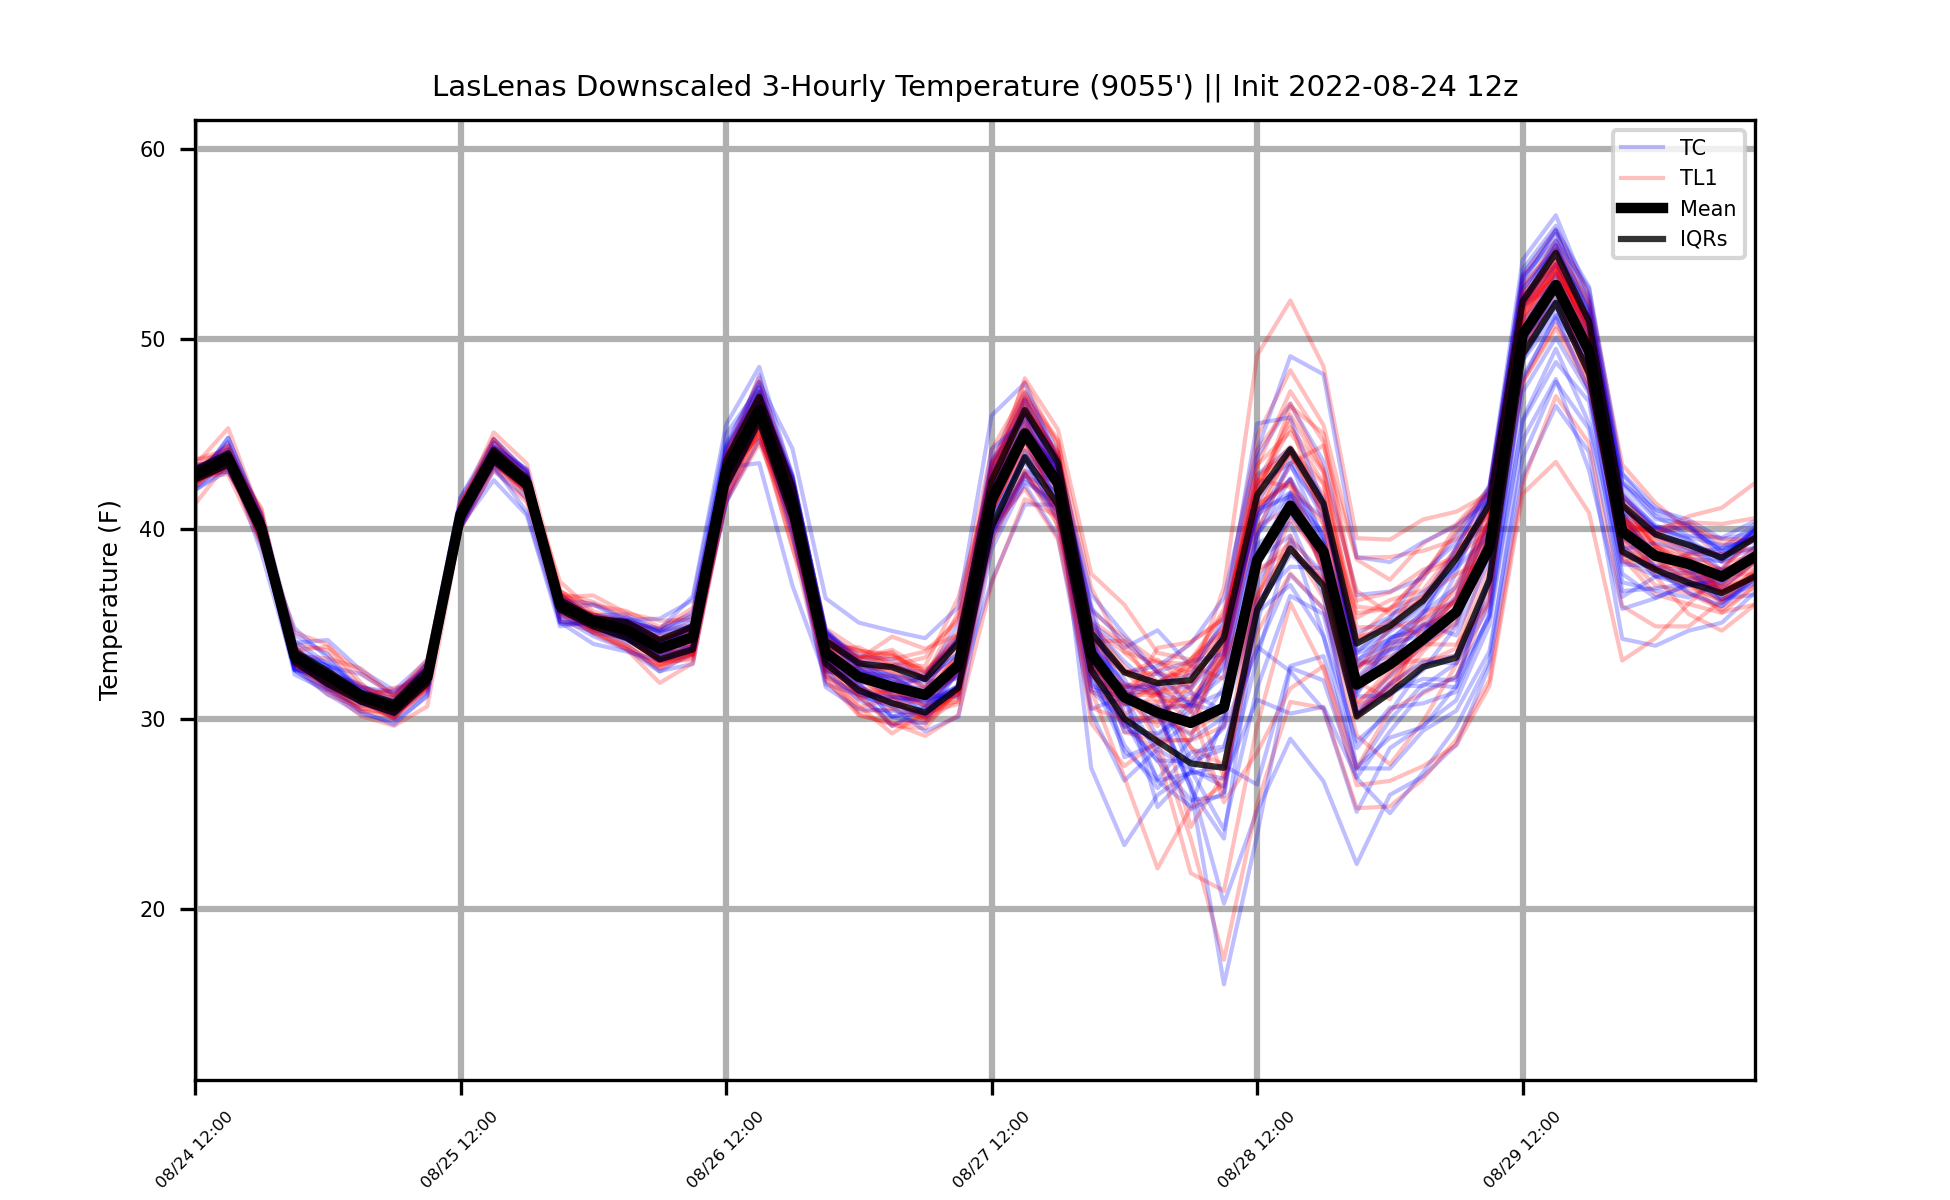 LasLenas Downscaled 3-Hourly Temperature (9055') || Init 2022-08-24 12z
TC
TL1
Mean
IQRs
Temperature (F)
60
50
40
30
20
08/24 12:00
08/25 12:00
08/26 12:00
08/27 12:00
08/28 12:00
08/29 12:00